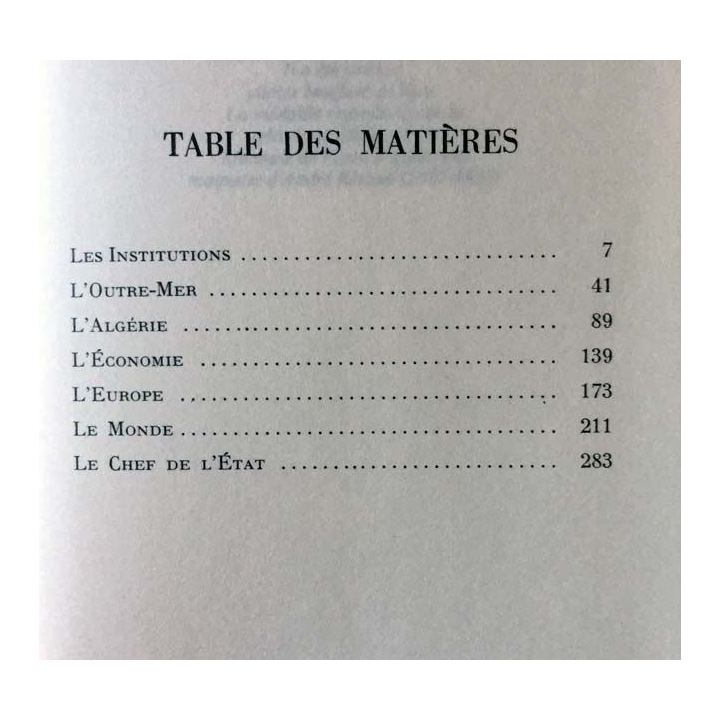 TABLE DES MATIÈRES
LES INSTITUTIONS ................................ 7
L'OUTRE-MER ................................... 41
L'ALGÉRIE ...................................... 89
L'ÉCONOMIE .................................... 139
L'EUROPE ...................................... 173
LE MONDE ...................................... 211
LE CHEF DE L'ÉTAT ............................ 283